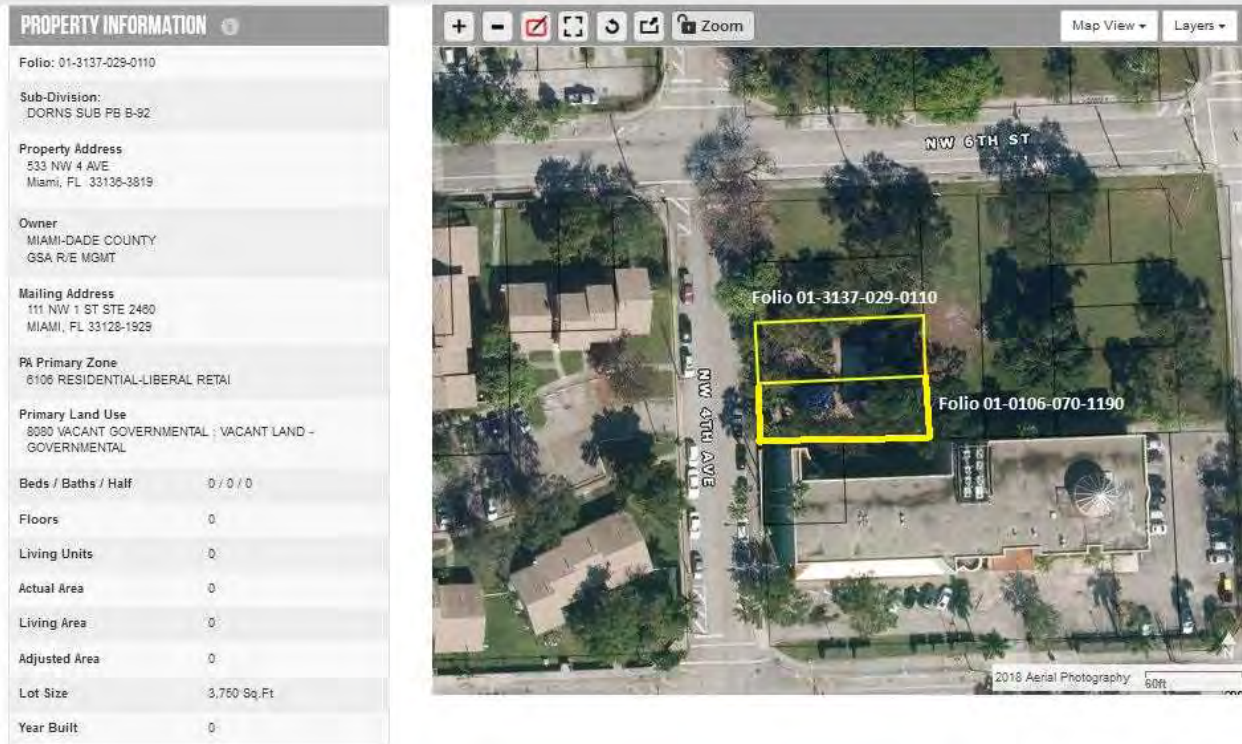 PROPERTY INFORMATION
Folio: 01-3137-029-0110
Sub-Division:
DORNS SUB PB B-92
Property Address
533 NW 4 AVE
Miami, FL 33136-3819
Owner
MIAMI-DADE COUNTY
GSA R/E MGMT
Mailing Address
111 NW 1 ST STE 2460
MIAMI, FL 33128-1929
PA Primary Zone
6106 RESIDENTIAL-LIBERAL RETAI
Primary Land Use
8080 VACANT GOVERNMENTAL : VACANT LAND -
GOVERNMENTAL
Beds / Baths / Half 0 / 0 / 0
Floors 0
Living Units 0
Actual Area 0
Living Area 0
Adjusted Area 0
Lot Size 3,750 Sq.Ft
Year Built 0
+ - Zoom Map View Layers
NW 6TH ST
Folio 01-3137-029-0110
NW 4TH AVE
Folio 01-0106-070-1190
N
2018 Aerial Photography 60ft